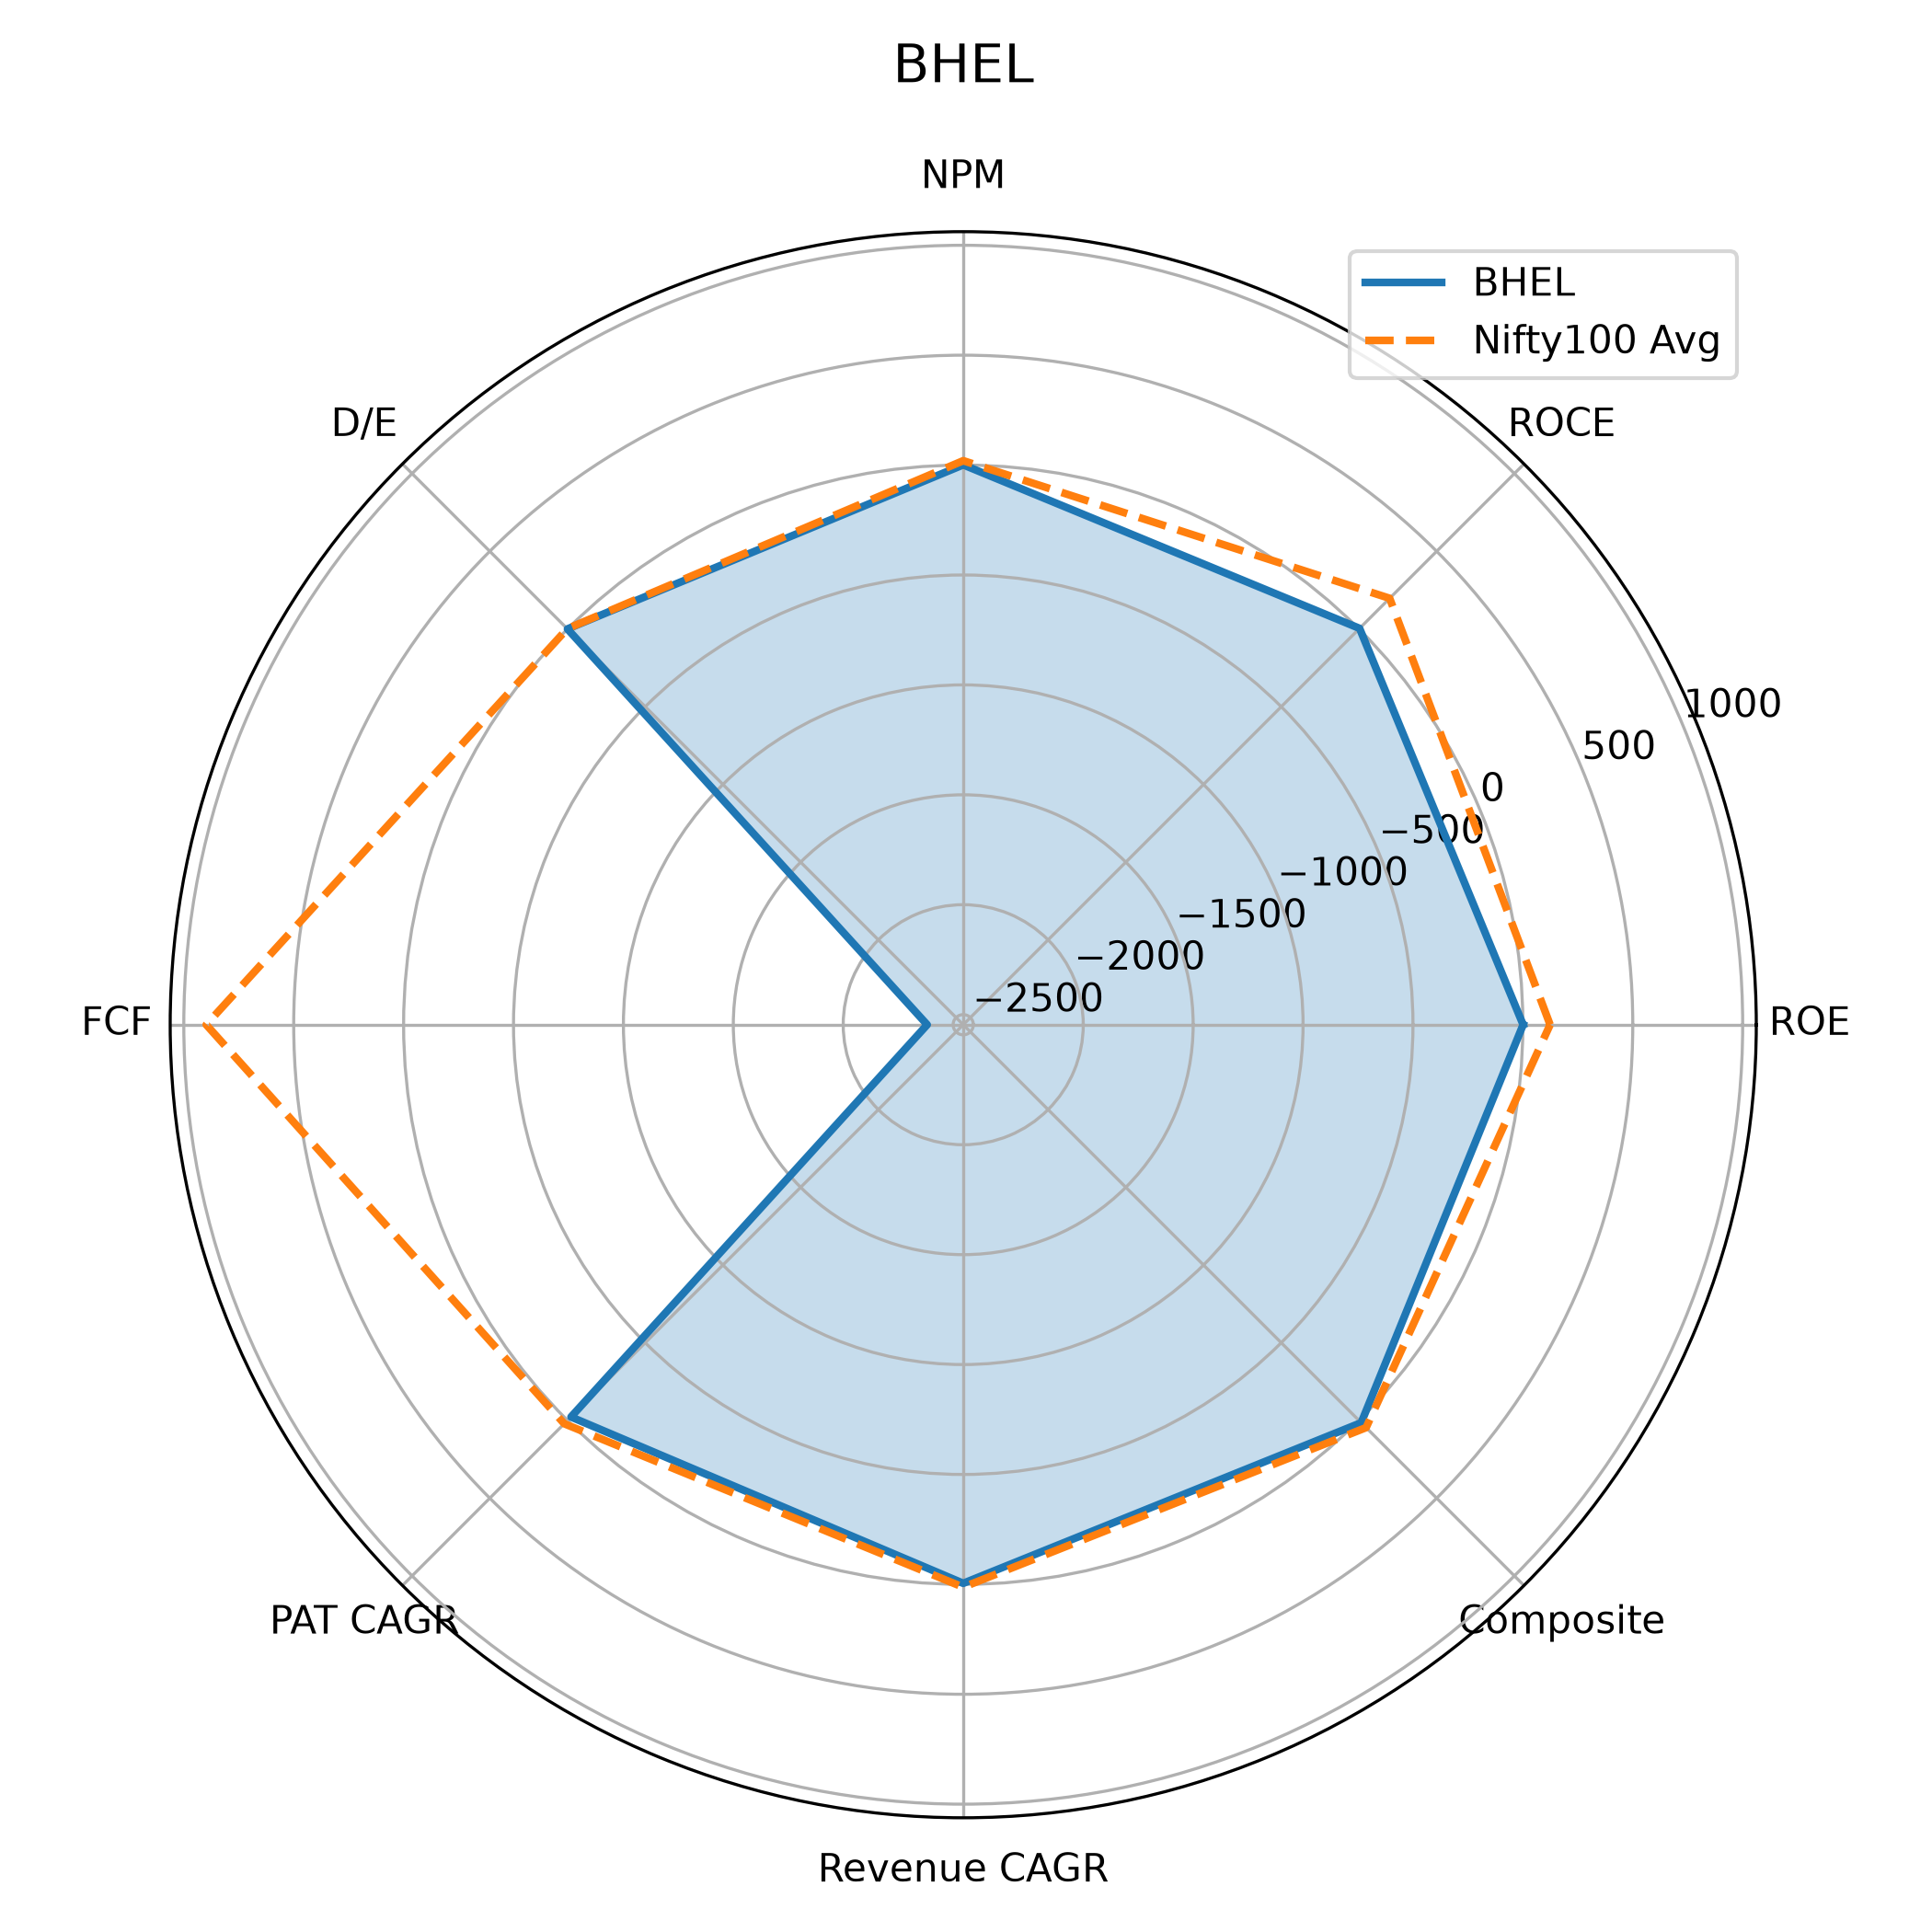 BHEL
NPM
BHEL
Nifty100 Avg
D/E
ROCE
1000
500
0
−500
−1000
−1500
−2000
−2500
FCF
ROE
PAT CAGR
Composite
Revenue CAGR